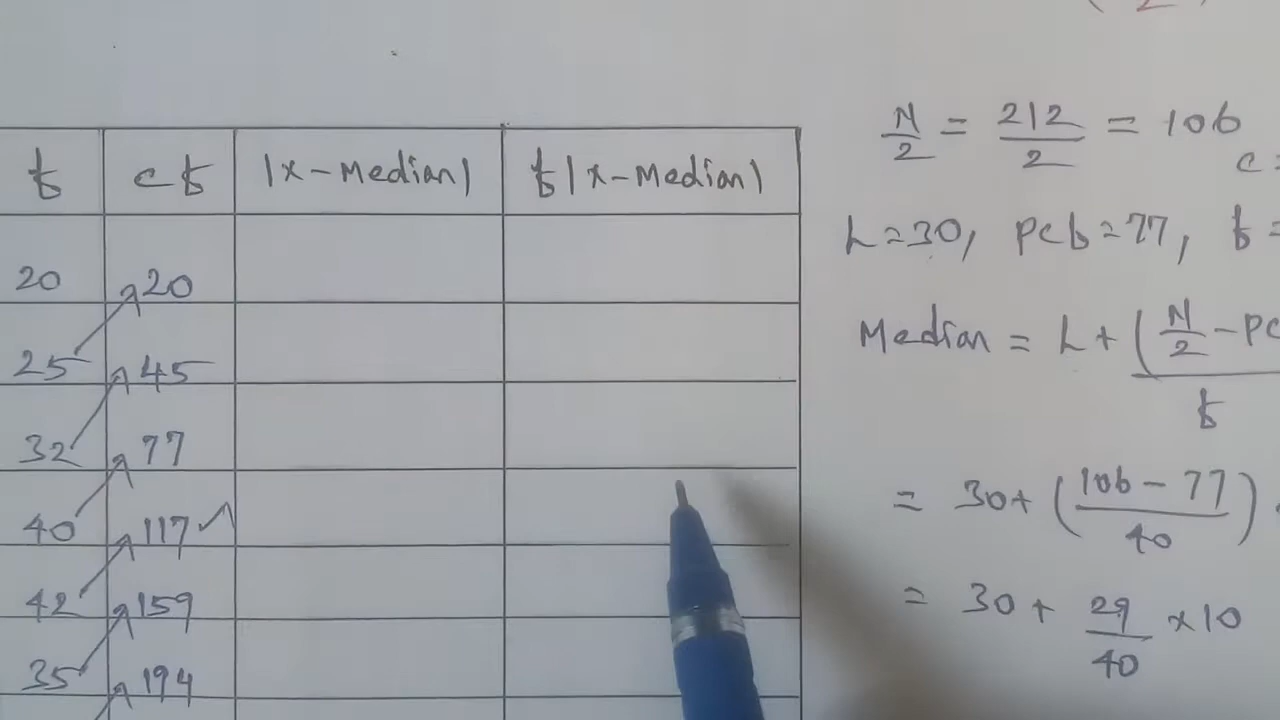 f cf |x-Median| f|x-Median|
20 20
25 45
32 77
40 117 ✓
42 159
35 194
N/2 = 212/2 = 106
c=
L=30, pcf=77, f=
Median = L+(N/2-pc
f
= 30+(106-77/40)
= 30+ 29/40 ×10